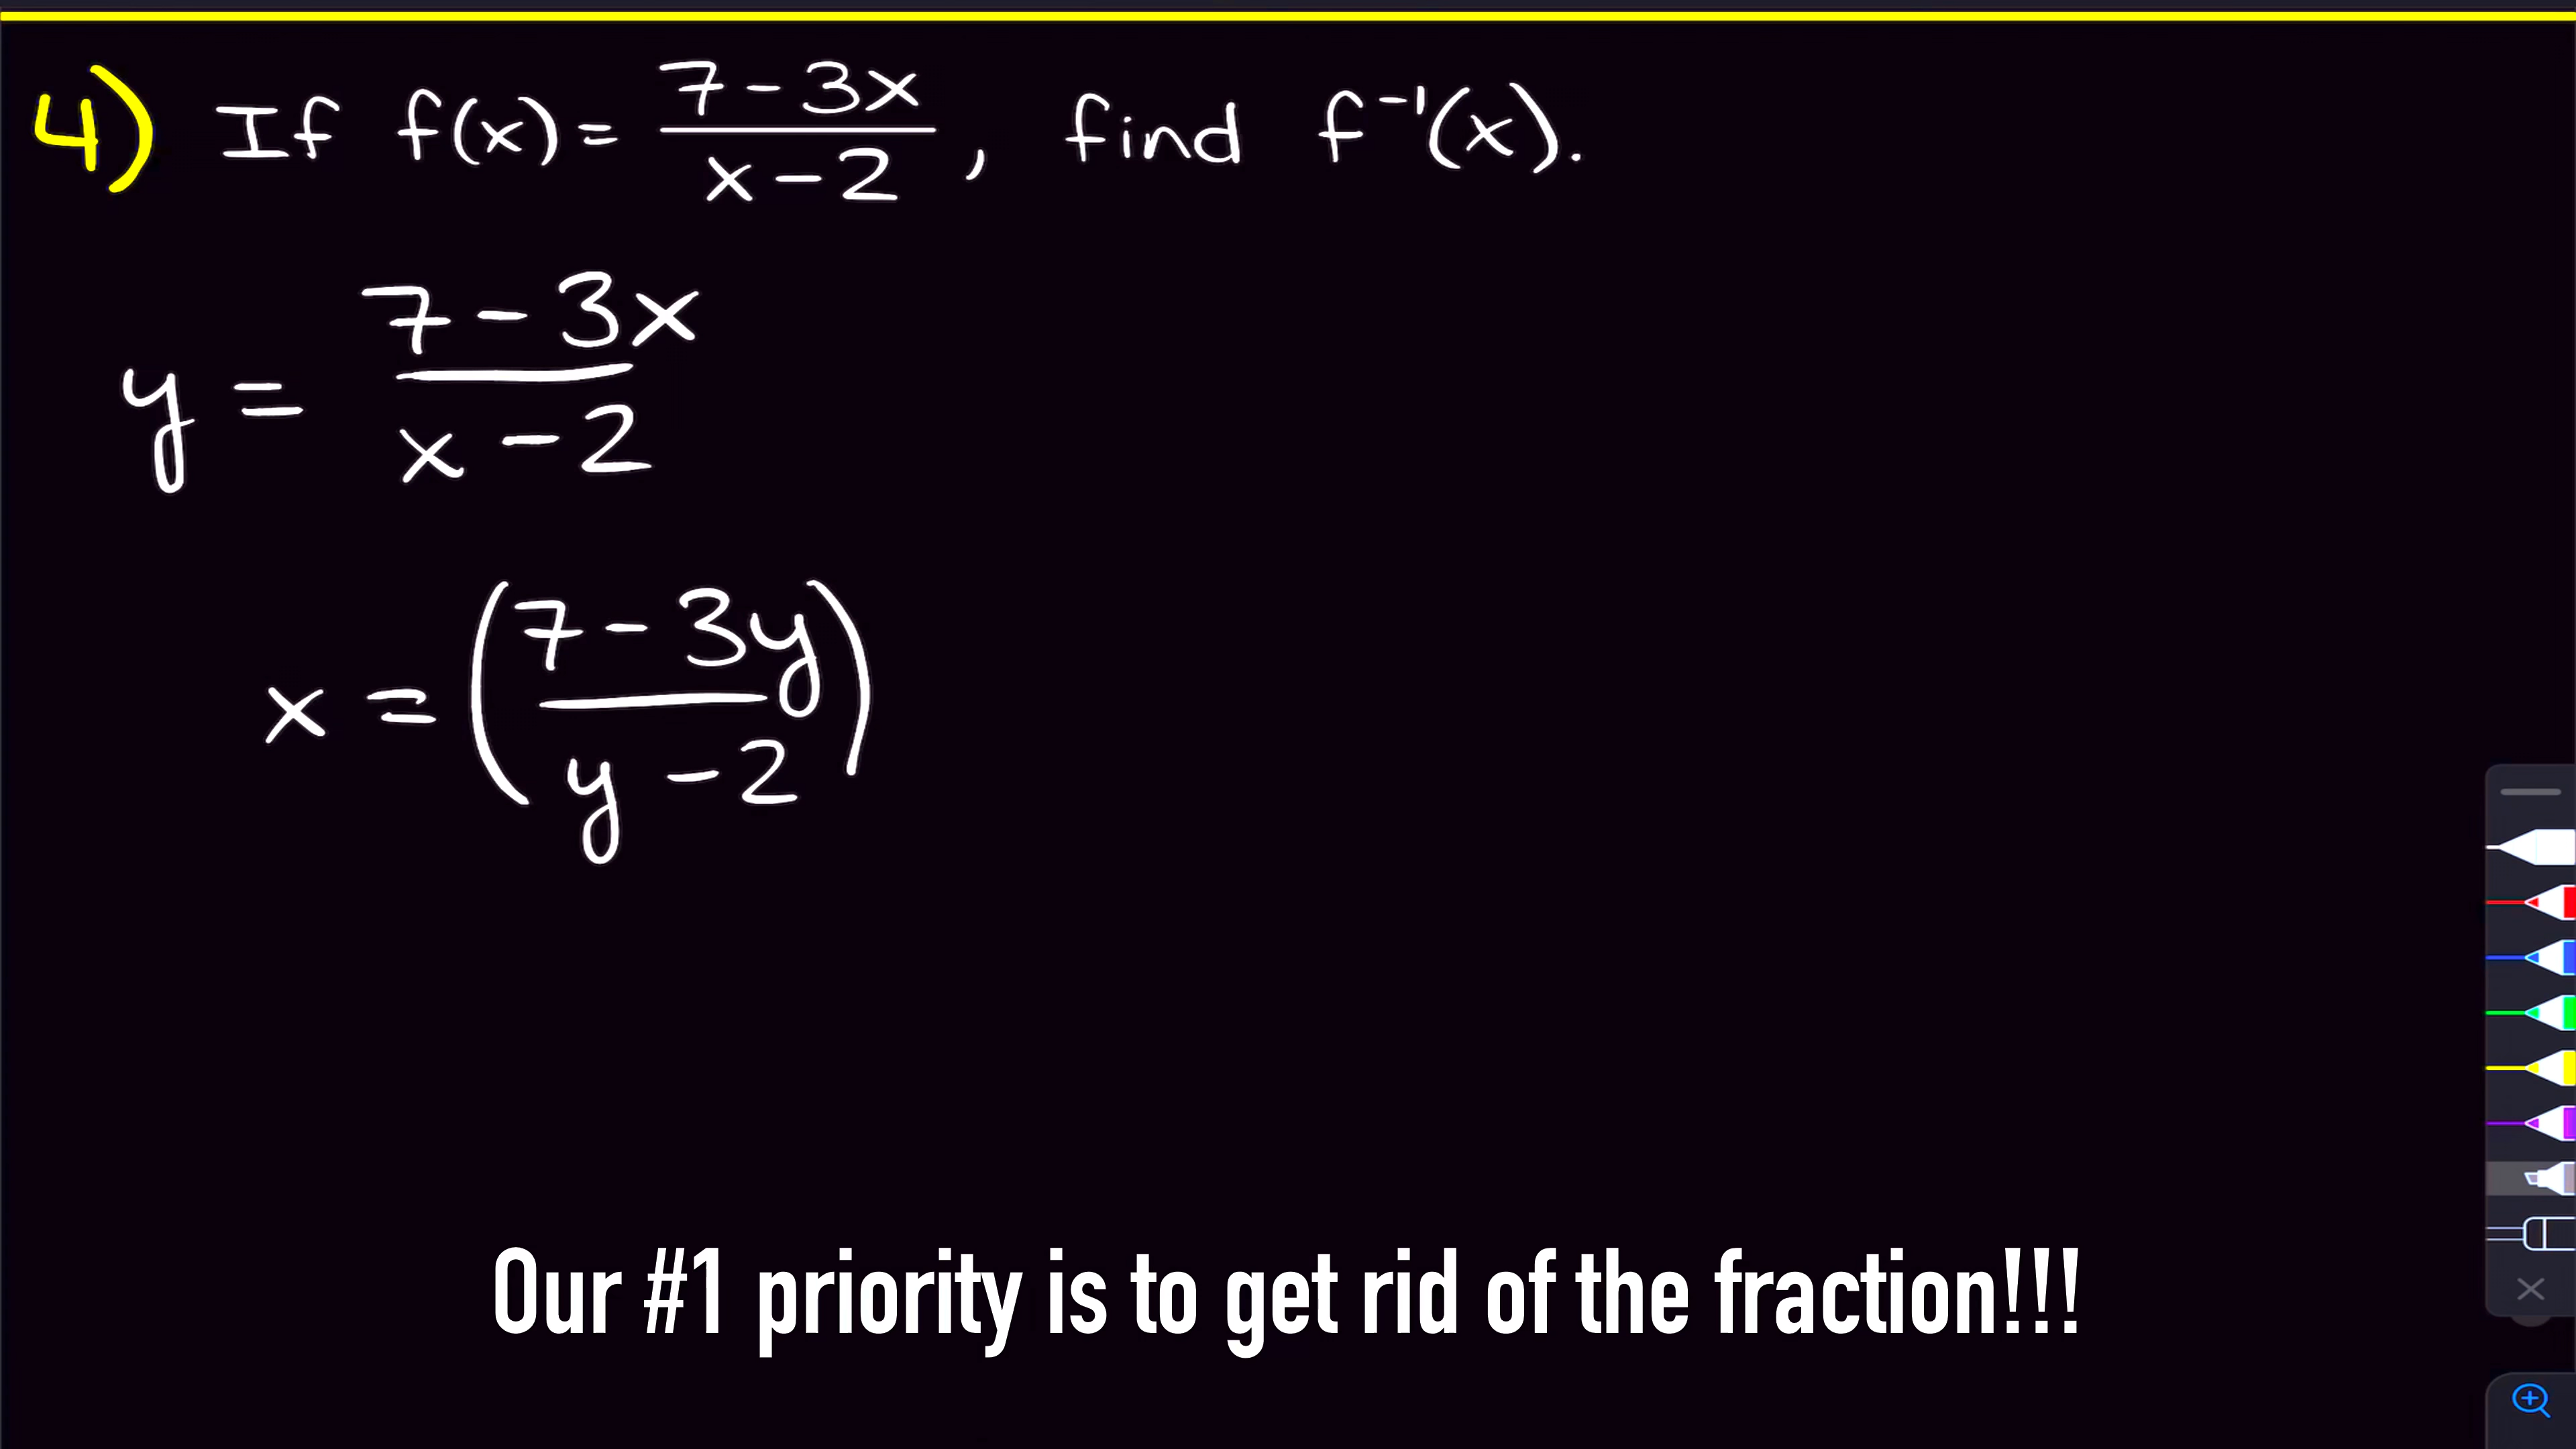 4) If f(x) = (7-3x)/(x-2), find f⁻¹(x).
y = (7-3x)/(x-2)
x = ((7-3y)/(y-2))
Our #1 priority is to get rid of the fraction!!!